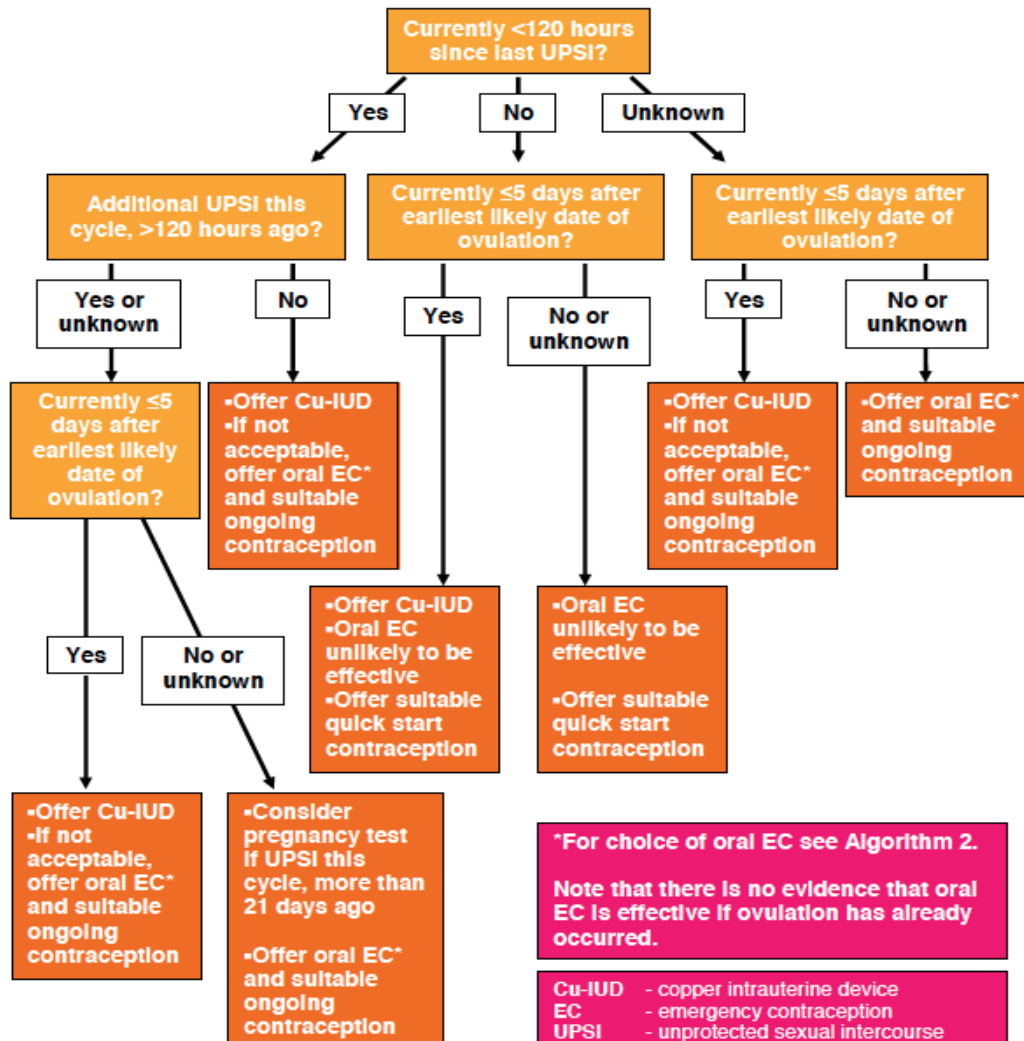 Currently <120 hours
since last UPSI?
Yes
No
Unknown
Additional UPSI this
cycle, >120 hours ago?
Currently ≤5 days after
earliest likely date of
ovulation?
Currently ≤5 days after
earliest likely date of
ovulation?
Yes or
unknown
No
Yes
No or
unknown
Yes
No or
unknown
Currently ≤5
days after
earliest likely
date of
ovulation?
▪Offer Cu-IUD
▪If not
acceptable,
offer oral EC*
and suitable
ongoing
contraception
▪Offer Cu-IUD
▪If not
acceptable,
offer oral EC*
and suitable
ongoing
contraception
▪Offer oral EC*
and suitable
ongoing
contraception
Yes
No or
unknown
▪Offer Cu-IUD
▪Oral EC
unlikely to be
effective
▪Offer suitable
quick start
contraception
▪Oral EC
unlikely to be
effective
▪Offer suitable
quick start
contraception
▪Offer Cu-IUD
▪If not
acceptable,
offer oral EC*
and suitable
ongoing
contraception
▪Consider
pregnancy test
if UPSI this
cycle, more than
21 days ago
▪Offer oral EC*
and suitable
ongoing
contraception
*For choice of oral EC see Algorithm 2.
Note that there is no evidence that oral
EC is effective if ovulation has already
occurred.
Cu-IUD - copper intrauterine device
EC - emergency contraception
UPSI - unprotected sexual intercourse